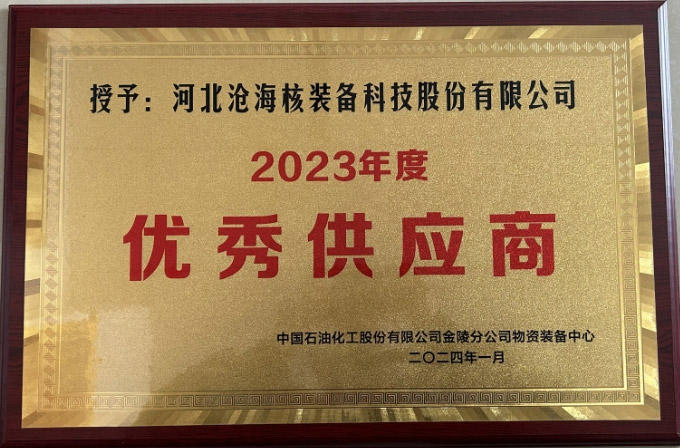 授予：河北沧海核装备科技股份有限公司
2023年度
优秀供应商
中国石油化工股份有限公司金陵分公司物资装备中心
二〇二四年一月